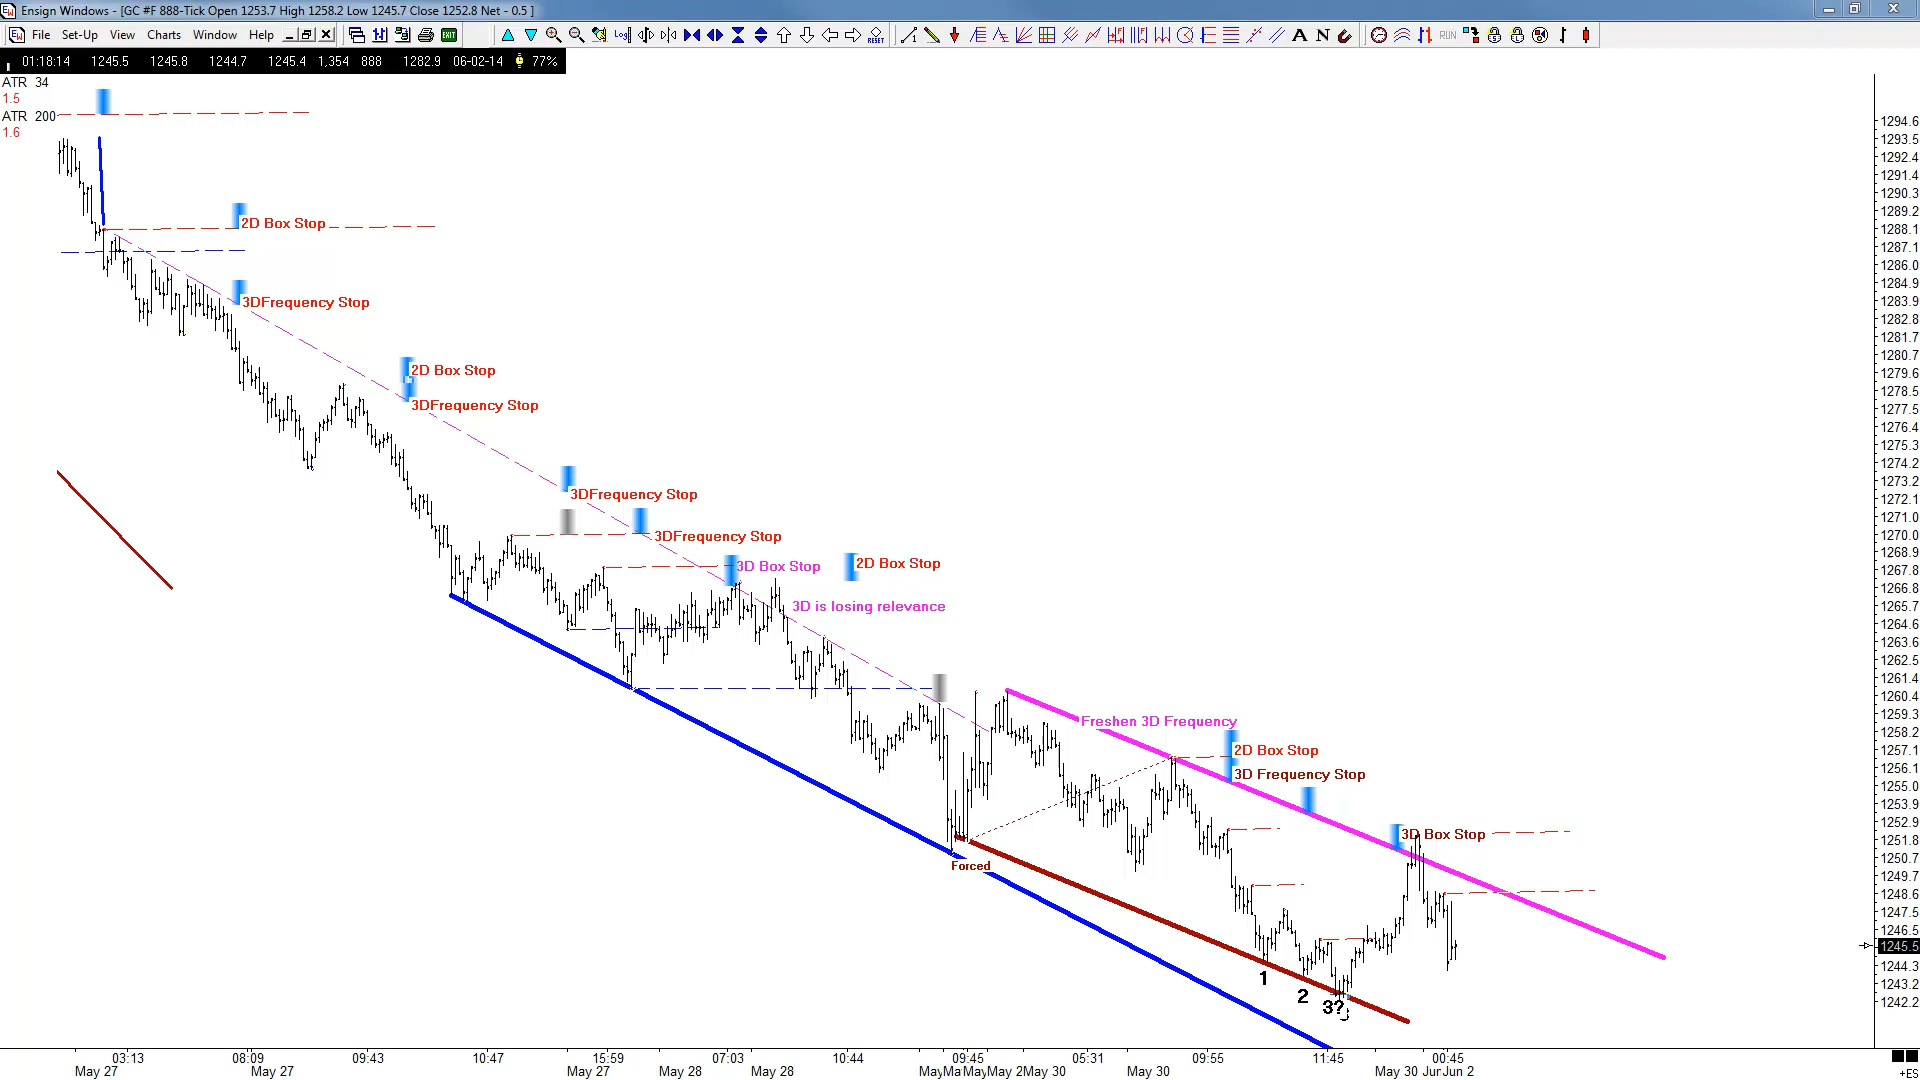 Ensign Windows - [GC #F 888-Tick Open 1253.7 High 1258.2 Low 1245.7 Close 1252.8 Net - 0.5 ]
File Set-Up View Charts Window Help
EXIT Log RESET A N RUN
01:18:14 1245.5 1245.8 1244.7 1245.4 1,354 888 1282.9 06-02-14 77%
ATR 34
1.5
ATR 200
1.6
2D Box Stop
3DFrequency Stop
2D Box Stop
3DFrequency Stop
3DFrequency Stop
3DFrequency Stop
3D Box Stop
2D Box Stop
3D is losing relevance
Freshen 3D Frequency
2D Box Stop
3D Frequency Stop
3D Box Stop
Forced
1
2
3?
1294.6
1293.5
1292.4
1291.4
1290.3
1289.2
1288.1
1287.1
1286.0
1284.9
1283.9
1282.8
1281.7
1280.7
1279.6
1278.5
1277.5
1276.4
1275.3
1274.2
1273.2
1272.1
1271.0
1270.0
1268.9
1267.8
1266.8
1265.7
1264.6
1263.6
1262.5
1261.4
1260.4
1259.3
1258.2
1257.1
1256.1
1255.0
1253.9
1252.9
1251.8
1250.7
1249.7
1248.6
1247.5
1246.5
1245.5
1244.3
1243.2
1242.2
03:13 08:09 09:43 10:47 15:59 07:03 10:44 09:45 05:31 09:55 11:45 00:45
May 27 May 27 May 27 May 28 May 28 May May May 2 May 30 May 30 May 30 Jun Jun 2
+ES